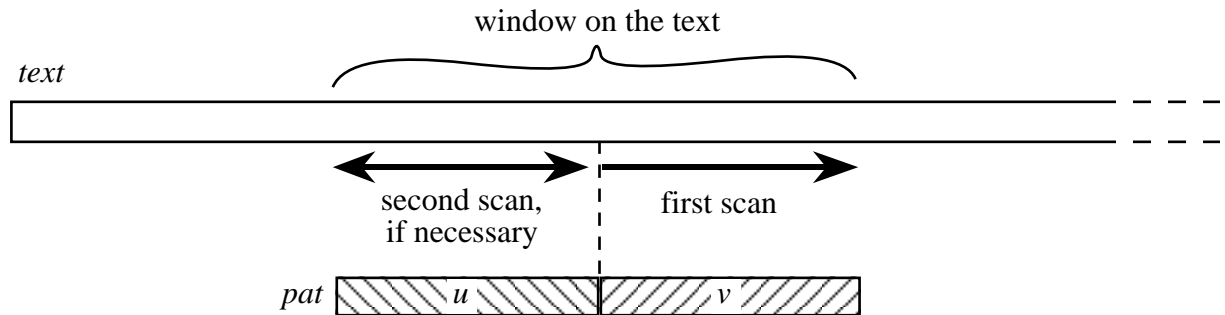 window on the text
text
second scan,
if necessary
first scan
pat
u
v